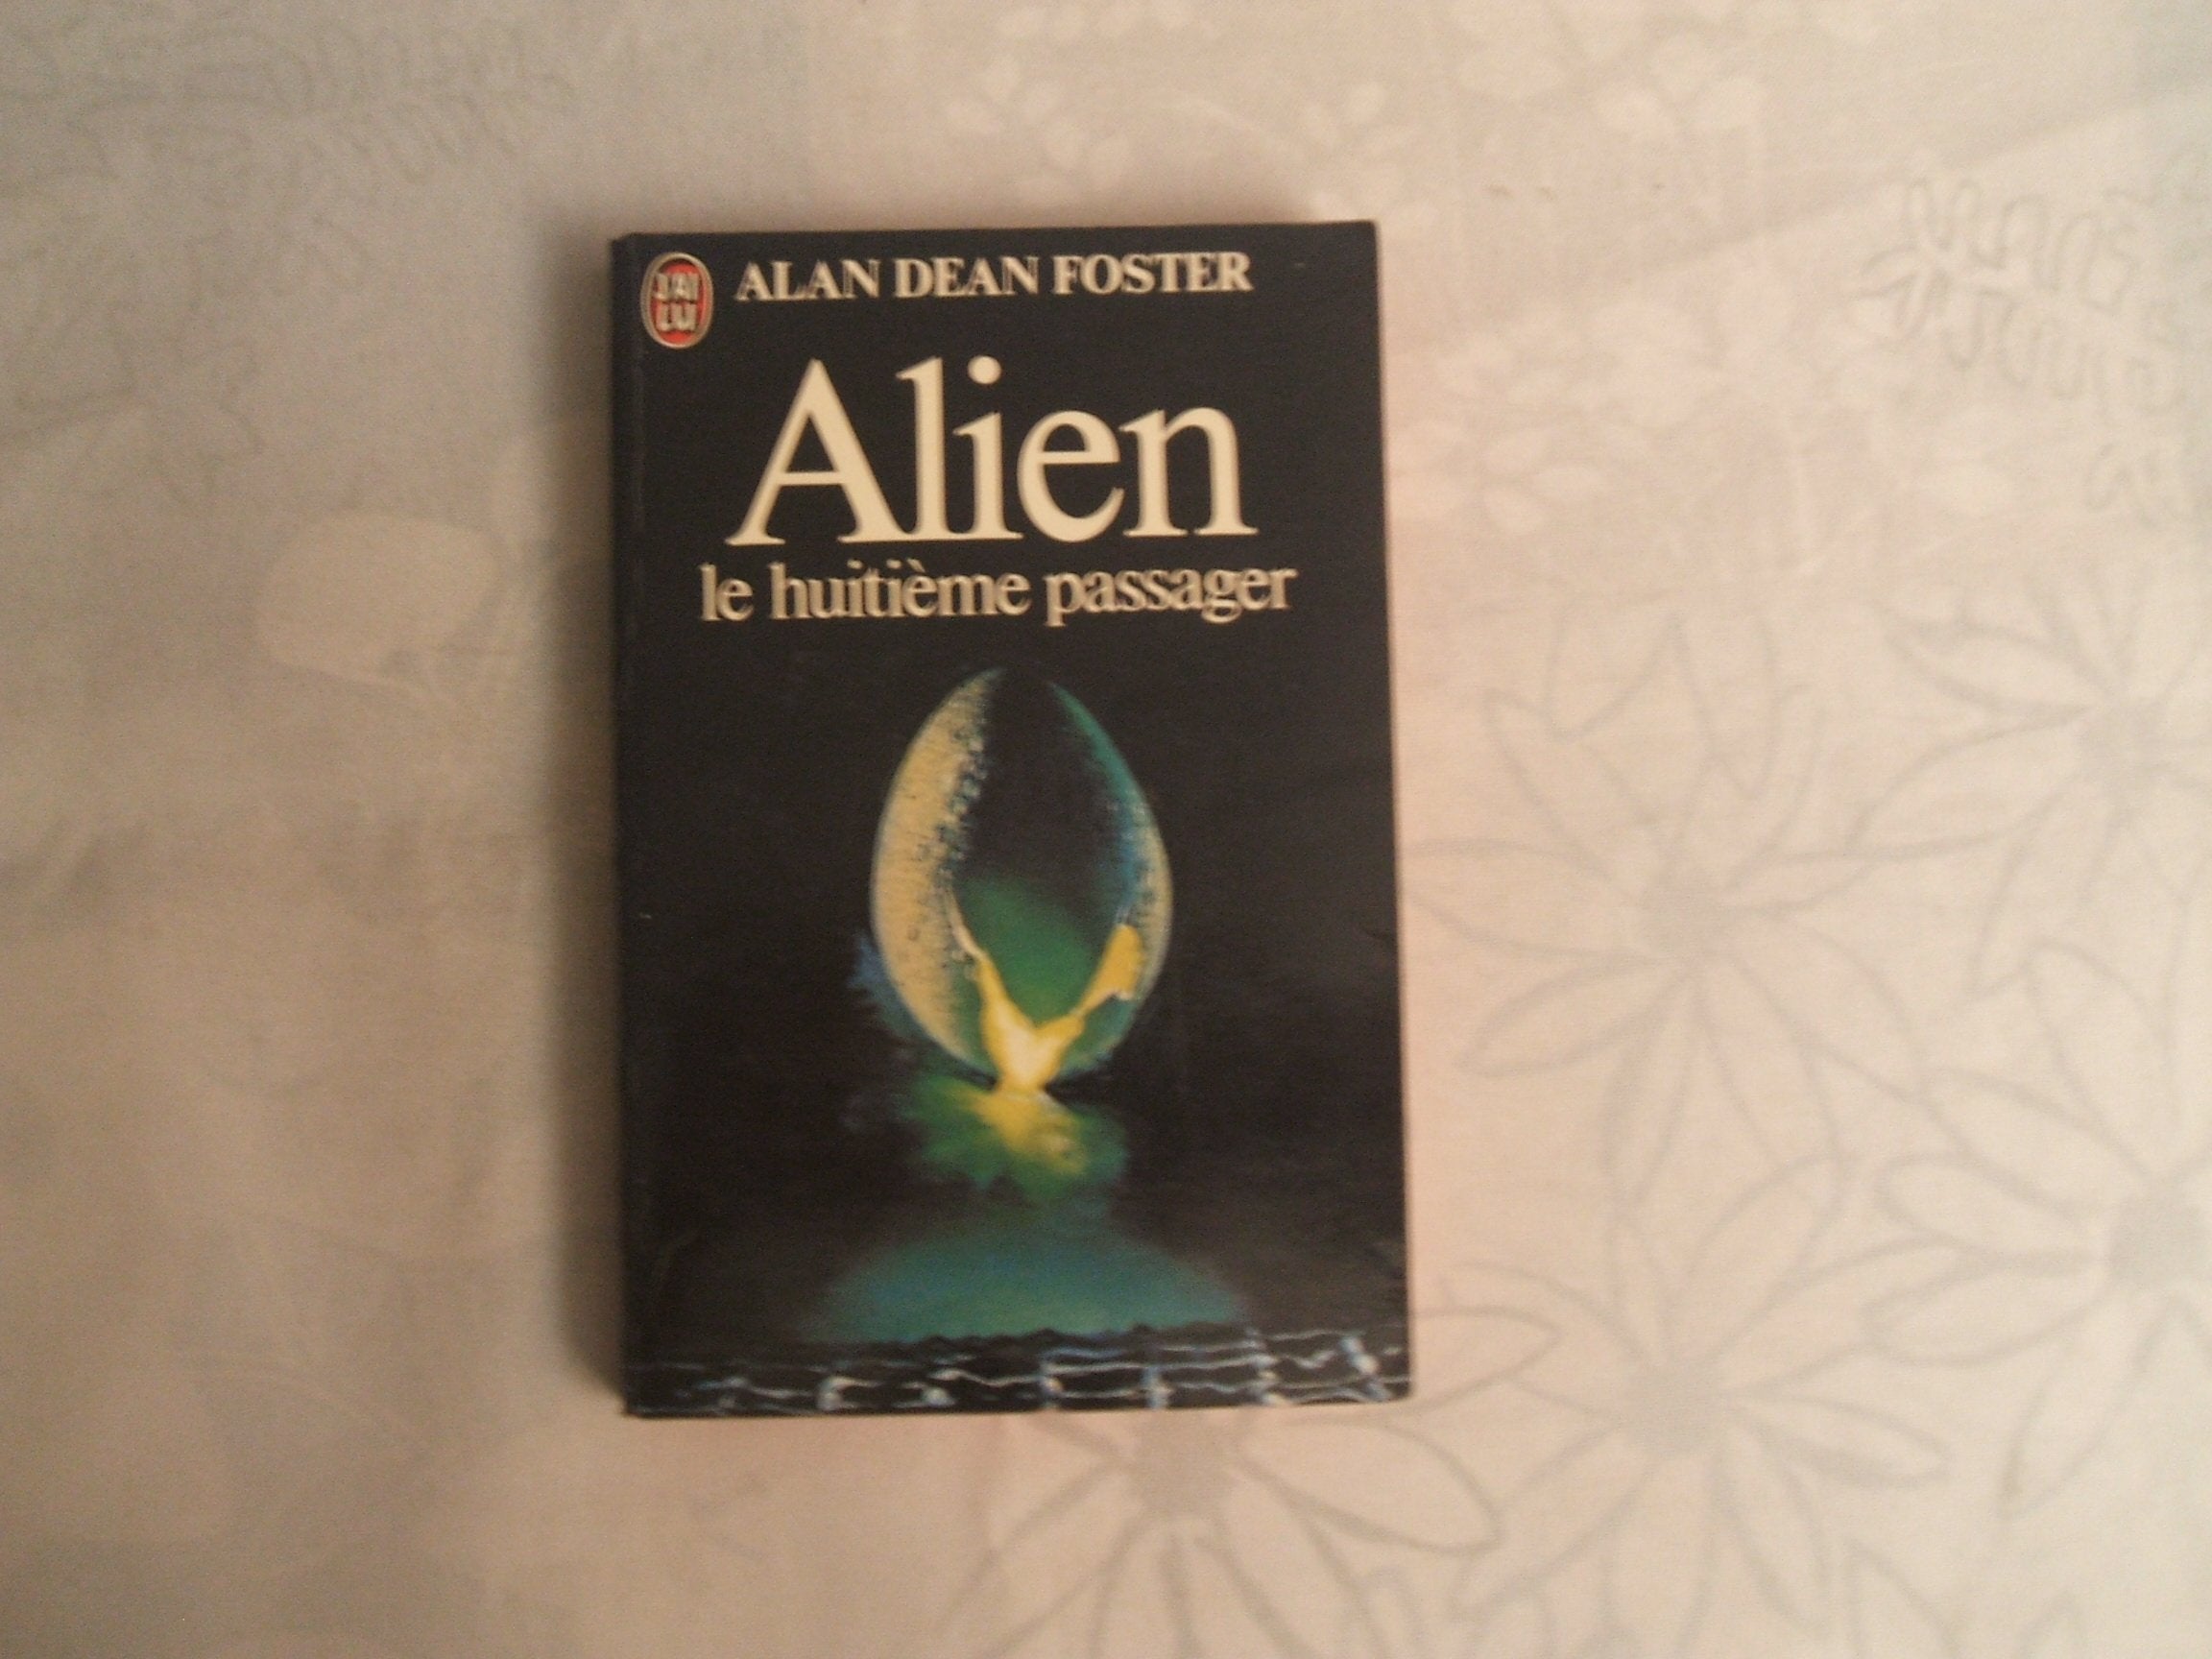 J'AI
LU
ALAN DEAN FOSTER
Alien
le huitième passager